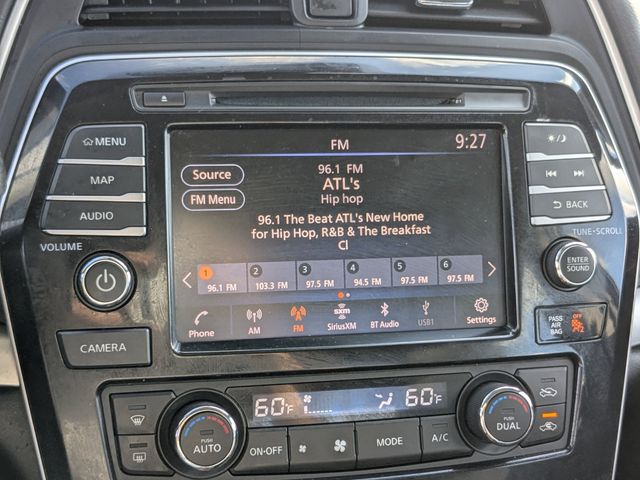 MENU
MAP
AUDIO
VOLUME
CAMERA
FM
9:27
Source
FM Menu
96.1 FM
ATL's
Hip hop
96.1 The Beat ATL's New Home
for Hip Hop, R&B & The Breakfast
Cl
1 2 3 4 5 6
96.1 FM 103.3 FM 97.5 FM 94.5 FM 97.5 FM 97.5 FM
Phone AM FM SiriusXM BT Audio USB1 Settings
sxm
BACK
TUNE·SCROLL
ENTER
SOUND
PASS
AIR
BAG
OFF
60°F 60°F
PUSH
AUTO
ON·OFF
MODE
A/C
PUSH
DUAL